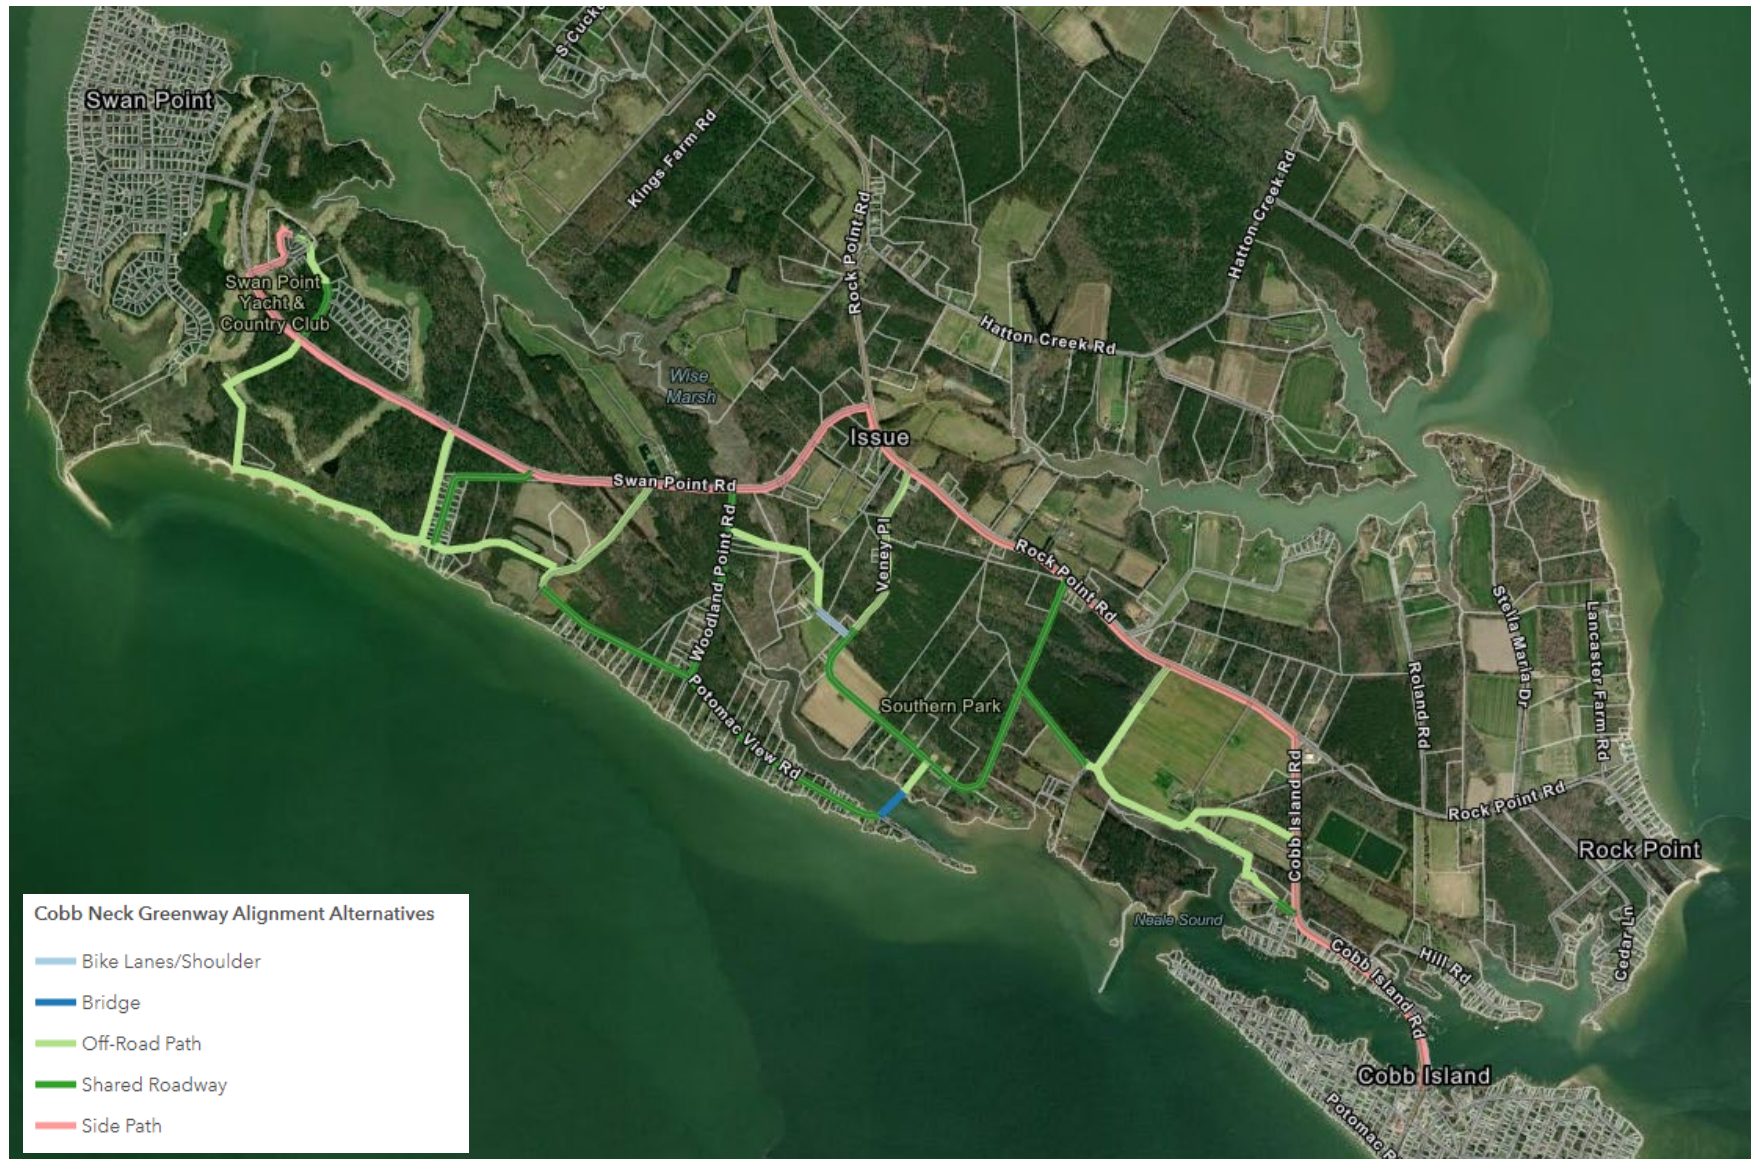 S Cucko
Swan Point
Kings Farm Rd
Hatton Creek Rd
Rock Point Rd
Swan Point
Yacht &
Country Club
Hatton Creek Rd
Wise
Marsh
Issue
Swan Point Rd
Woodland Point Rd
Veney Pl
Rock Point Rd
Stella Maria Dr
Lancaster Farm Rd
Roland Rd
Southern Park
Potomac View Rd
Cobb Island Rd
Rock Point Rd
Rock Point
Neale Sound
Cobb Island Rd
Hill Rd
Cedar Ln
Cobb Island
Potomac R
Cobb Neck Greenway Alignment Alternatives
Bike Lanes/Shoulder
Bridge
Off-Road Path
Shared Roadway
Side Path